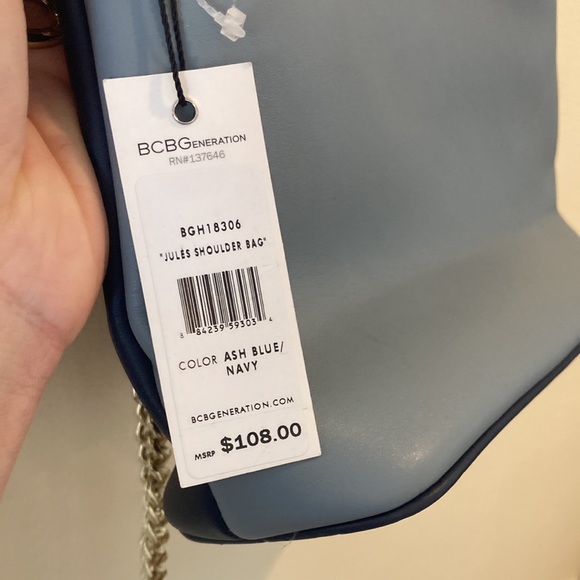 BCBGENERATION
RN#137646
BGH18306
"JULES SHOULDER BAG"
8 84239 59303 4
COLOR ASH BLUE/
NAVY
BCBGENERATION.COM
MSRP $108.00